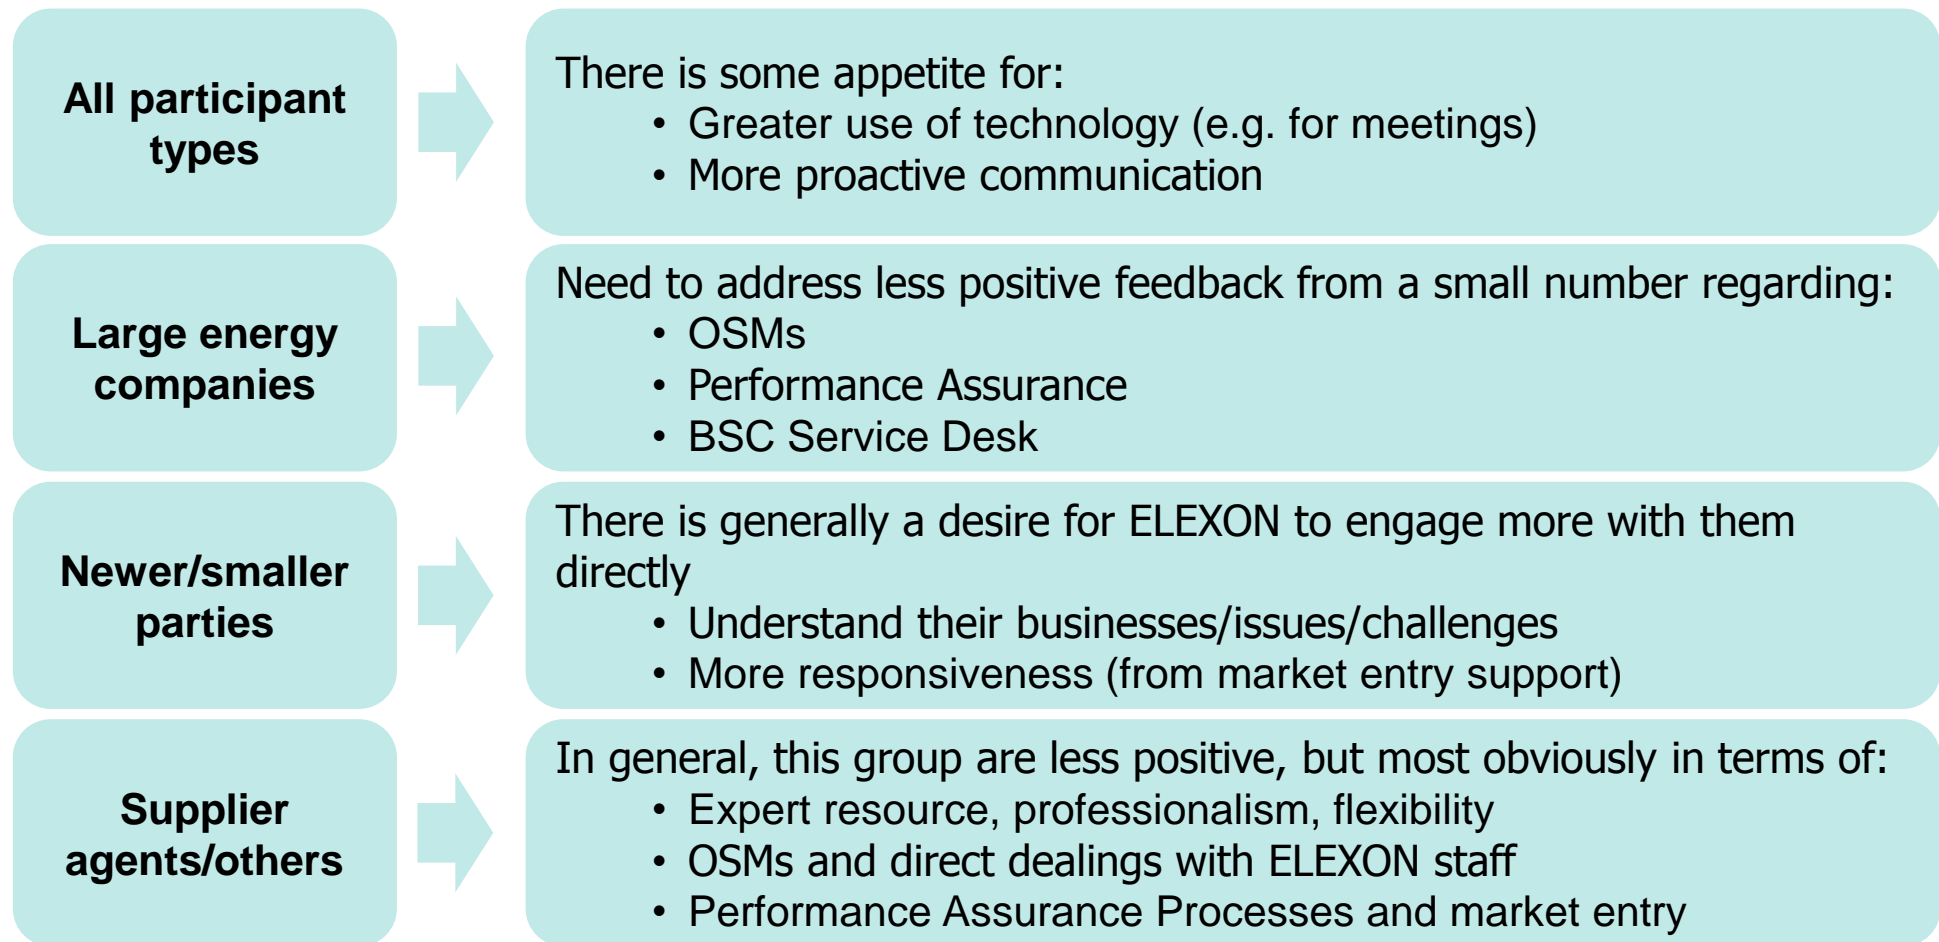 All participant
types
There is some appetite for:
• Greater use of technology (e.g. for meetings)
• More proactive communication
Large energy
companies
Need to address less positive feedback from a small number regarding:
• OSMs
• Performance Assurance
• BSC Service Desk
Newer/smaller
parties
There is generally a desire for ELEXON to engage more with them
directly
• Understand their businesses/issues/challenges
• More responsiveness (from market entry support)
Supplier
agents/others
In general, this group are less positive, but most obviously in terms of:
• Expert resource, professionalism, flexibility
• OSMs and direct dealings with ELEXON staff
• Performance Assurance Processes and market entry